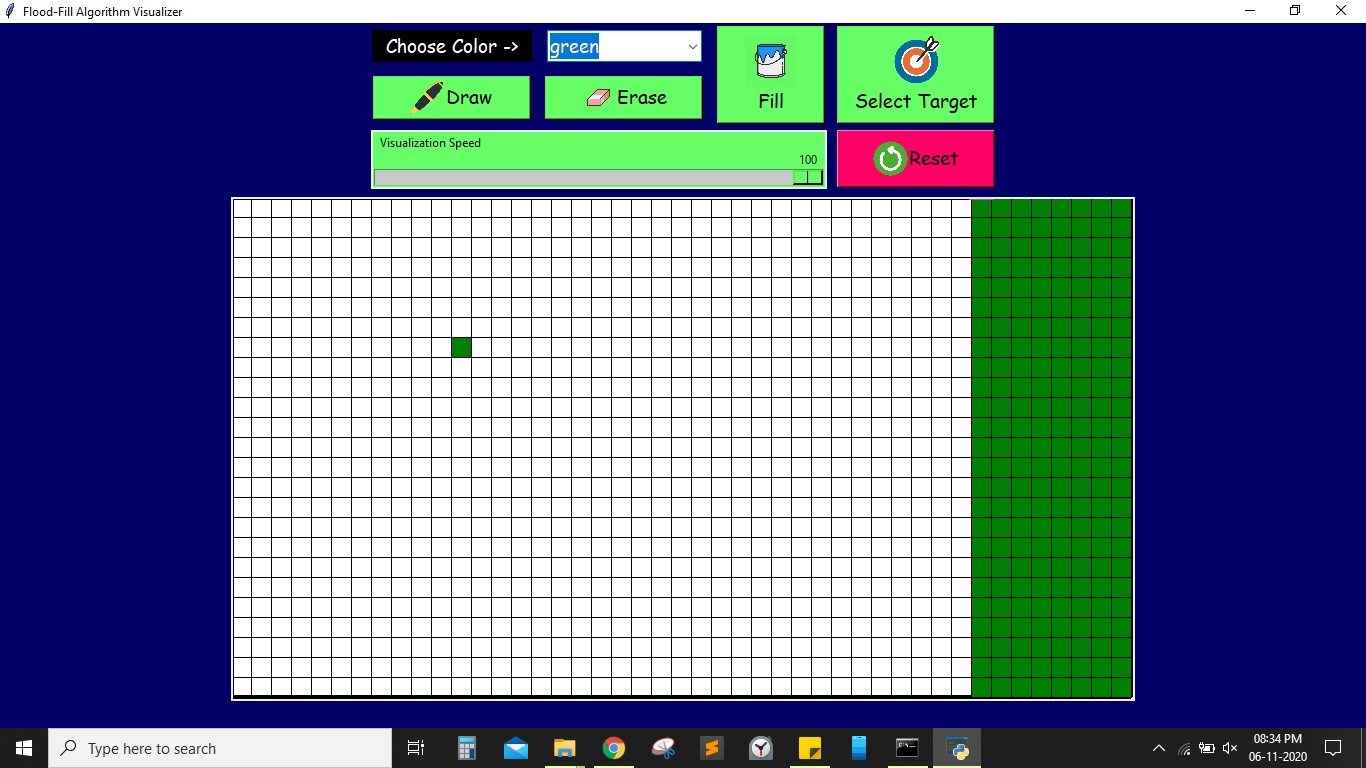 Flood-Fill Algorithm Visualizer
Choose Color ->
green
Draw
Erase
Fill
Select Target
Visualization Speed
100
Reset
Type here to search
08:34 PM
06-11-2020